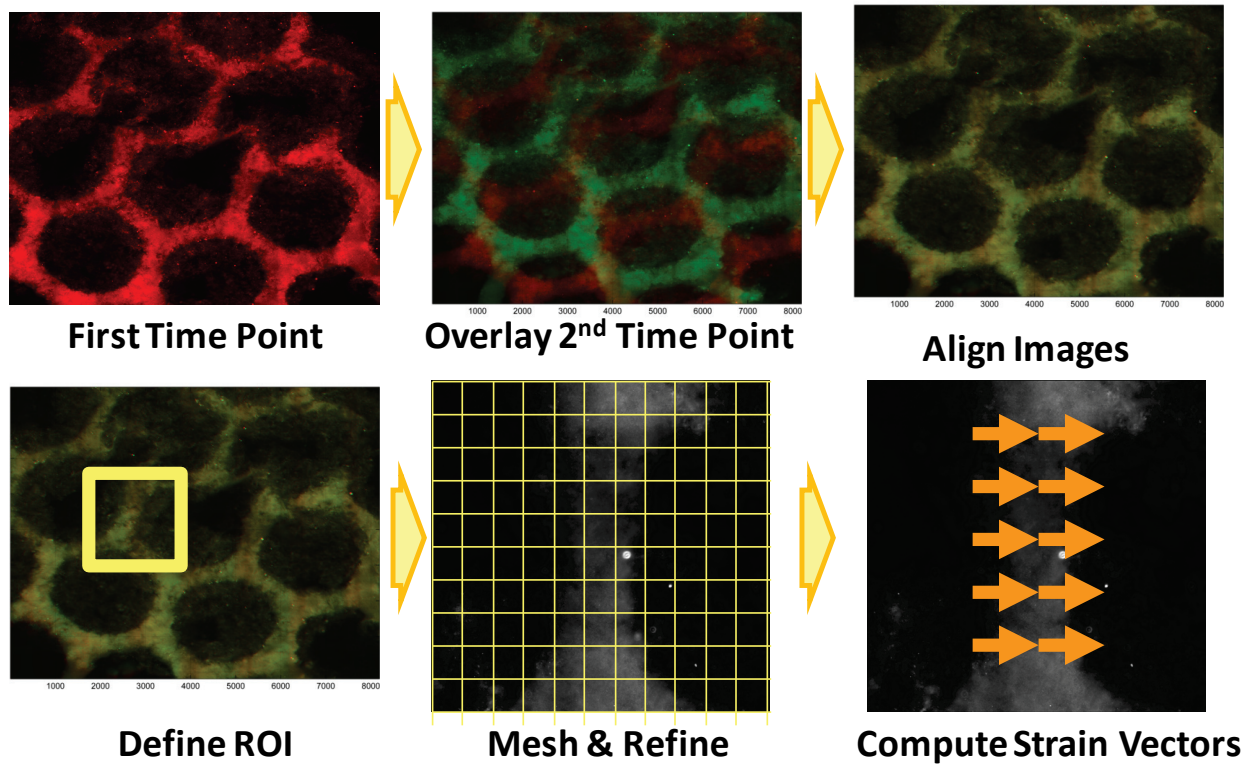 1000 2000 3000 4000 5000 6000 7000 8000
1000 2000 3000 4000 5000 6000 7000 8000
First Time Point
Overlay 2nd Time Point
Align Images
1000 2000 3000 4000 5000 6000 7000 8000
Define ROI
Mesh & Refine
Compute Strain Vectors